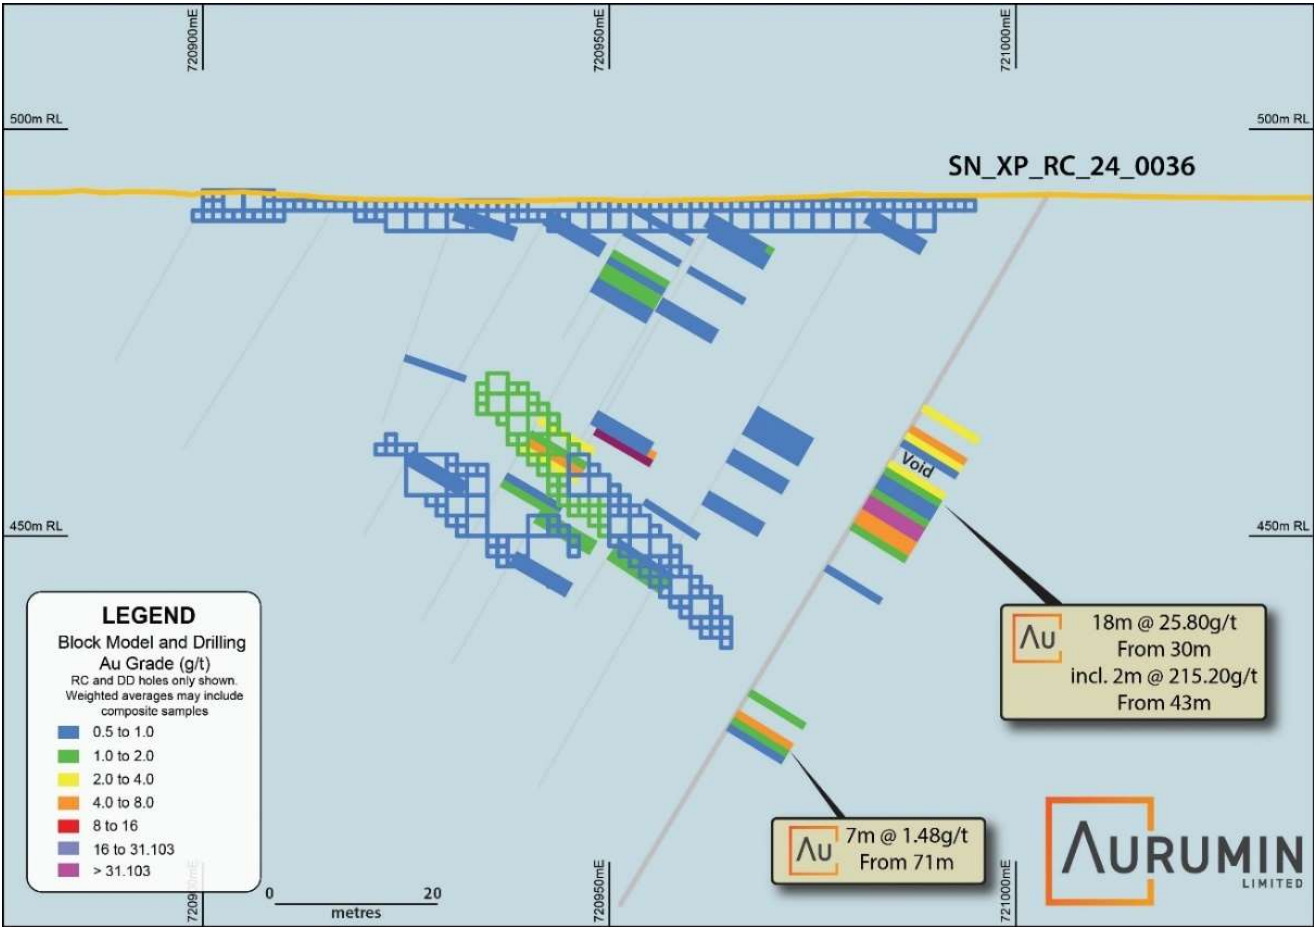 720900mE
720950mE
721000mE
500m RL
500m RL
SN_XP_RC_24_0036
Void
450m RL
450m RL
LEGEND
Block Model and Drilling
Au Grade (g/t)
RC and DD holes only shown.
Weighted averages may include
composite samples
0.5 to 1.0
1.0 to 2.0
2.0 to 4.0
4.0 to 8.0
8 to 16
16 to 31.103
> 31.103
Au
18m @ 25.80g/t
From 30m
incl. 2m @ 215.20g/t
From 43m
Au
7m @ 1.48g/t
From 71m
0 20
metres
720900mE
720950mE
721000mE
AURUMIN
LIMITED